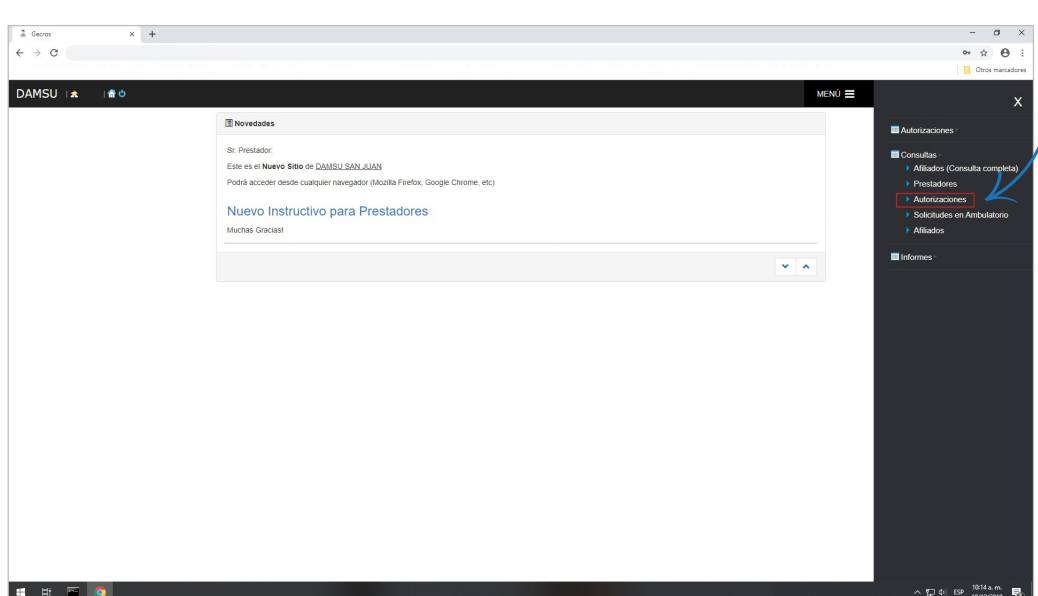 Gecros
Otros marcadores
DAMSU
MENÚ
X
Novedades
Sr. Prestador:
Este es el Nuevo Sitio de DAMSU SAN JUAN
Podrá acceder desde cualquier navegador (Mozilla Firefox, Google Chrome, etc)
Nuevo Instructivo para Prestadores
Muchas Gracias!
Autorizaciones
Consultas
Afiliados (Consulta completa)
Prestadores
Autorizaciones
Solicitudes en Ambulatorio
Afiliados
Informes
ESP
10:14 a. m.